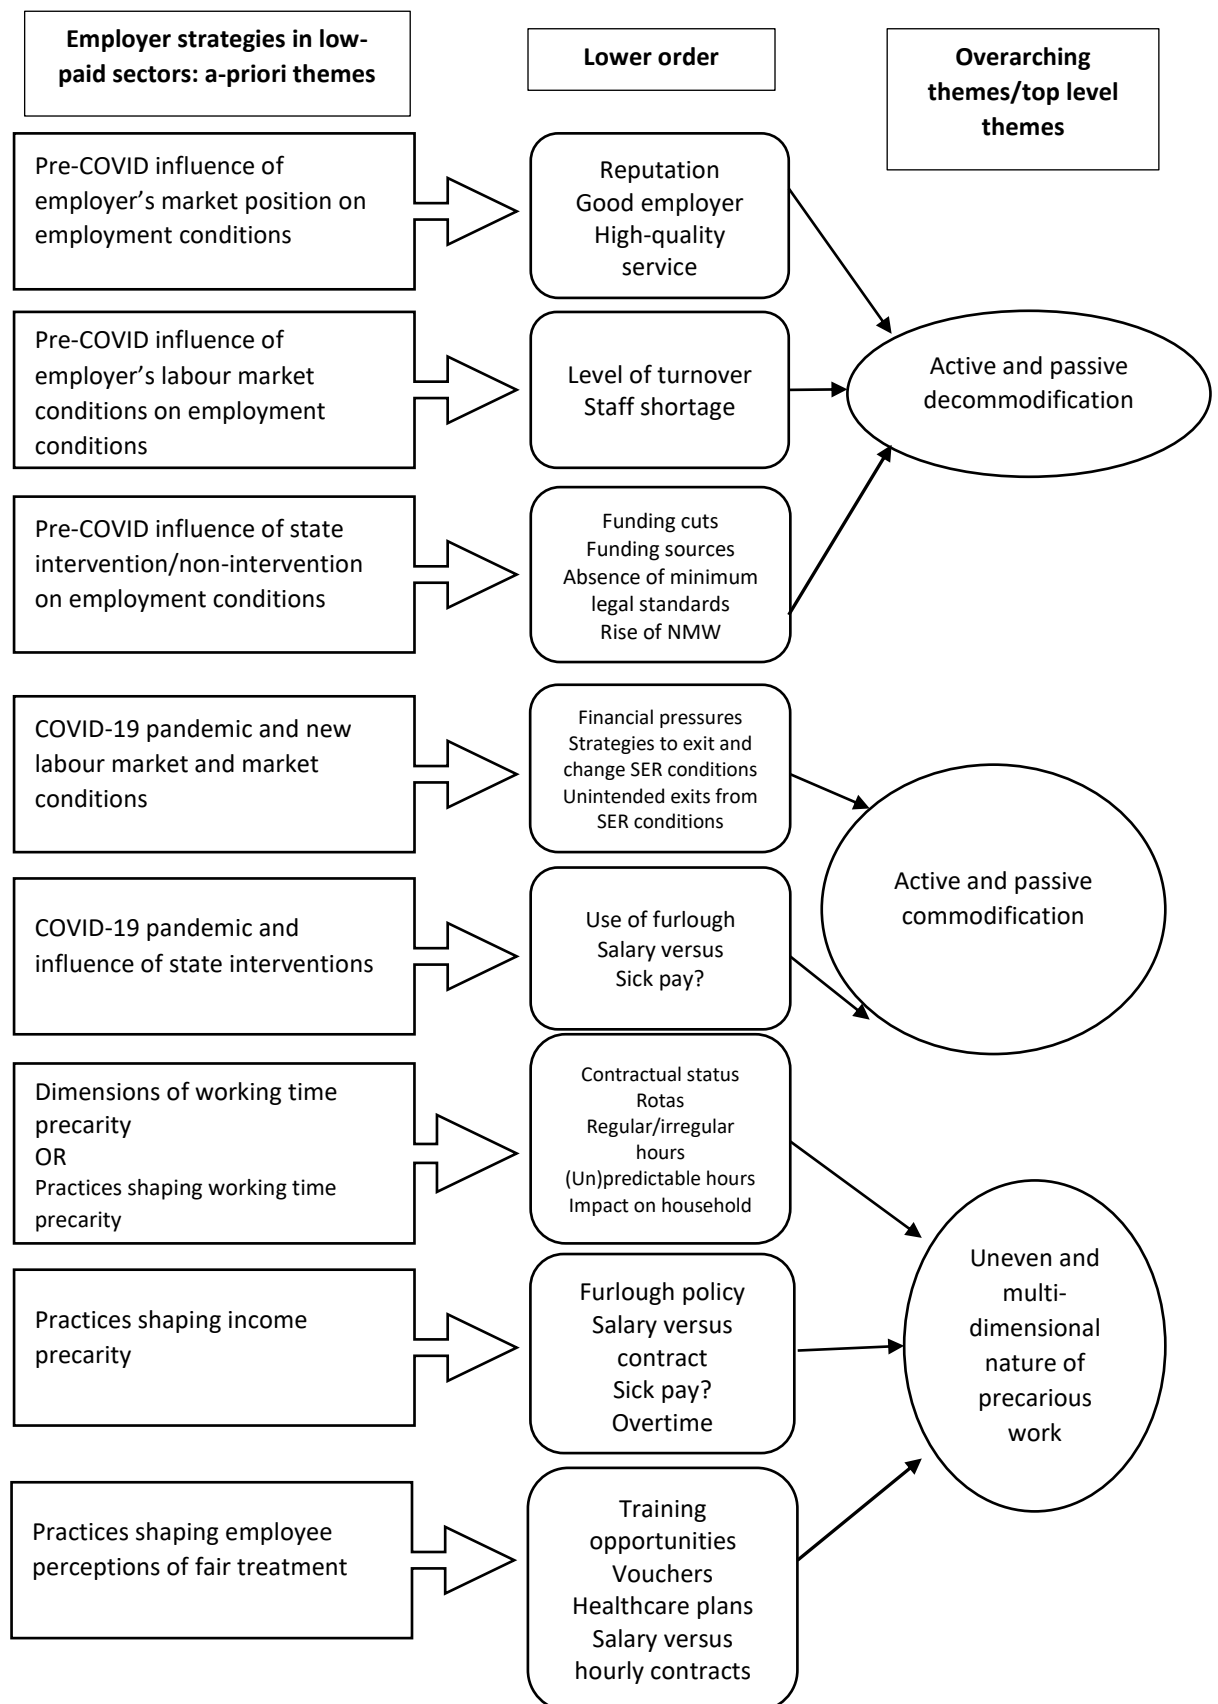 Employer strategies in low-
paid sectors: a-priori themes
Lower order
Overarching
themes/top level
themes
Pre-COVID influence of
employer’s market position on
employment conditions
Reputation
Good employer
High-quality
service
Pre-COVID influence of
employer’s labour market
conditions on employment
conditions
Level of turnover
Staff shortage
Active and passive
decommodification
Pre-COVID influence of state
intervention/non-intervention
on employment conditions
Funding cuts
Funding sources
Absence of minimum
legal standards
Rise of NMW
COVID-19 pandemic and new
labour market and market
conditions
Financial pressures
Strategies to exit and
change SER conditions
Unintended exits from
SER conditions
Active and passive
commodification
COVID-19 pandemic and
influence of state interventions
Use of furlough
Salary versus
Sick pay?
Dimensions of working time
precarity
OR
Practices shaping working time
precarity
Contractual status
Rotas
Regular/irregular
hours
(Un)predictable hours
Impact on household
Uneven and
multi-
dimensional
nature of
precarious
work
Practices shaping income
precarity
Furlough policy
Salary versus
contract
Sick pay?
Overtime
Practices shaping employee
perceptions of fair treatment
Training
opportunities
Vouchers
Healthcare plans
Salary versus
hourly contracts